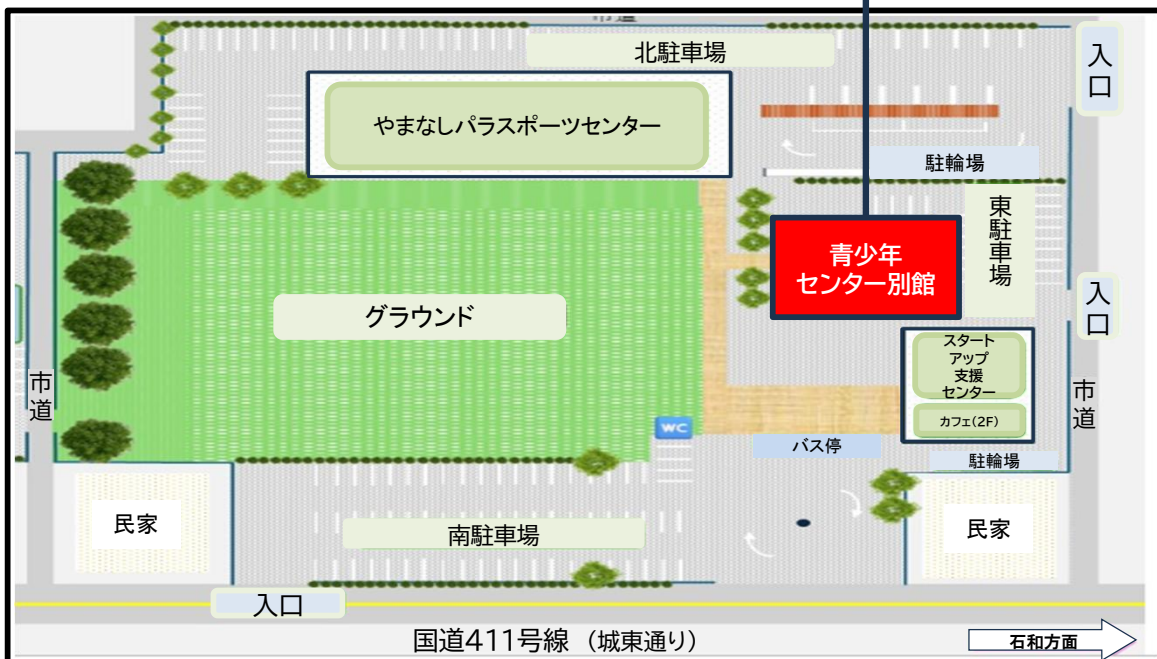 市道
北駐車場
入口
やまなしパラスポーツセンター
駐輪場
東駐車場
青少年
センター別館
グラウンド
入口
スタート
アップ
支援
センター
カフェ(2F)
市道
市道
WC
バス停
駐輪場
民家
南駐車場
民家
入口
国道411号線 (城東通り)
石和方面